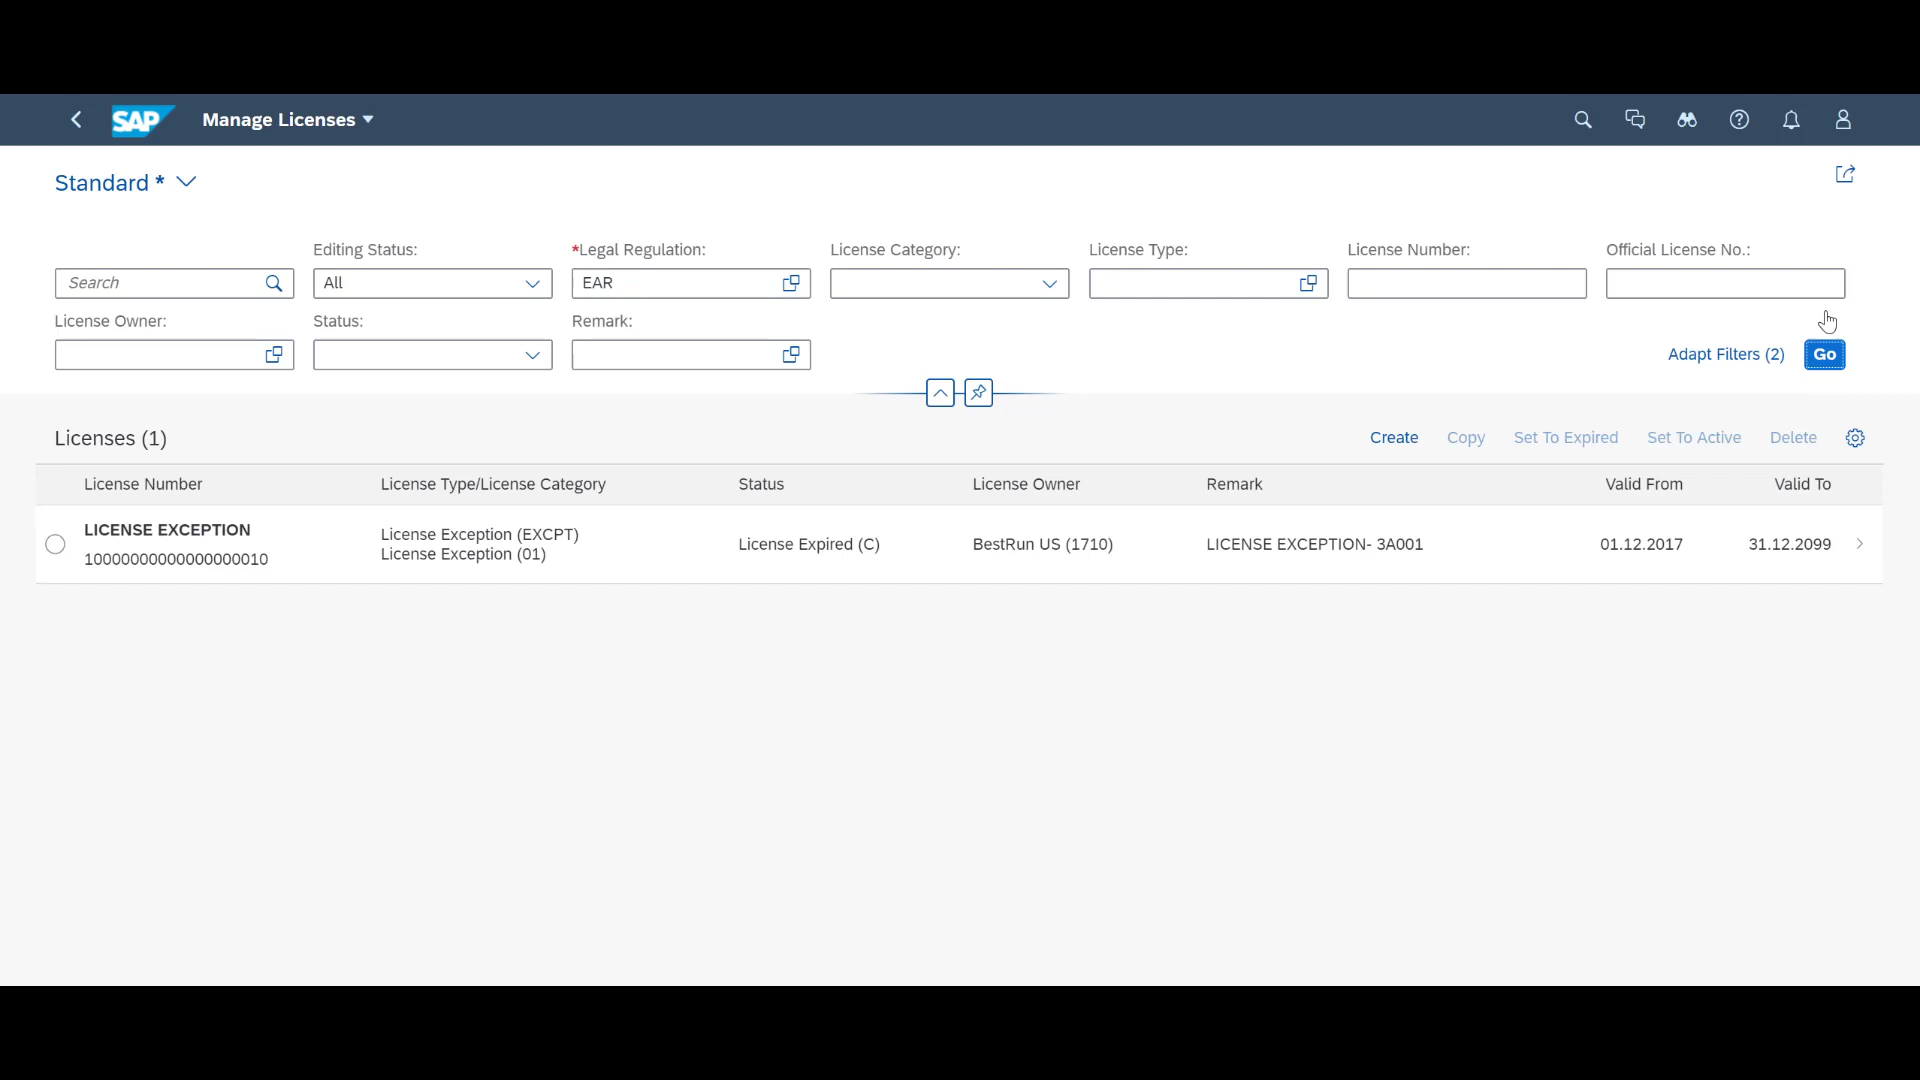 SAP
Manage Licenses
Standard *
Editing Status:
*Legal Regulation:
License Category:
License Type:
License Number:
Official License No.:
Search
All
EAR
License Owner:
Status:
Remark:
Adapt Filters (2)
Go
Licenses (1)
Create
Copy
Set To Expired
Set To Active
Delete
License Number
License Type/License Category
Status
License Owner
Remark
Valid From
Valid To
LICENSE EXCEPTION
10000000000000000010
License Exception (EXCPT)
License Exception (01)
License Expired (C)
BestRun US (1710)
LICENSE EXCEPTION- 3A001
01.12.2017
31.12.2099